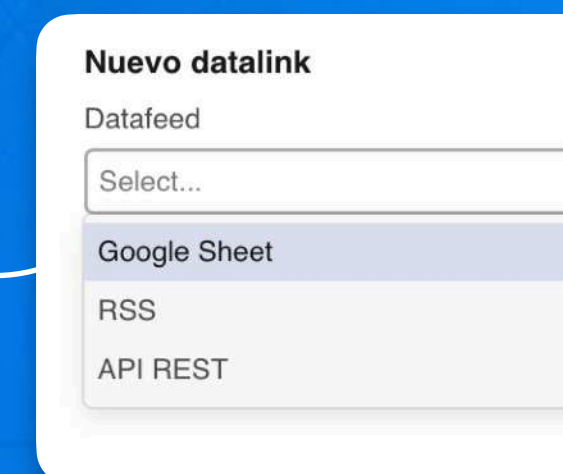 Nuevo datalink
Datafeed
Select...
Google Sheet
RSS
API REST